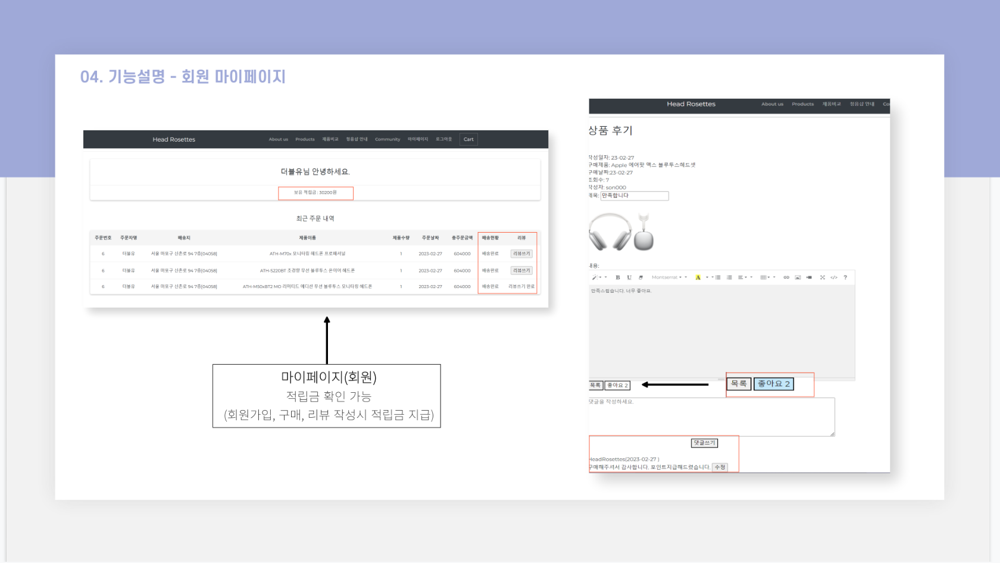 04. 기능설명 - 회원 마이페이지
Head Rosettes About us Products 제품비교 청음샵 안내 Community 마이페이지 로그아웃 Cart
더블유님 안녕하세요.
보유 적립금 : 30200원
최근 주문 내역
주문번호 주문자명 배송지 제품이름 제품수량 주문날짜 총주문금액 배송현황 리뷰
6 더블유 서울 마포구 신촌로 94 7층[04058] ATH-M70x 모니터링 헤드폰 프로패셔널 1 2023-02-27 604000 배송완료 리뷰쓰기
6 더블유 서울 마포구 신촌로 94 7층[04058] ATH-S220BT 초경량 무선 블루투스 온이어 헤드폰 1 2023-02-27 604000 배송완료 리뷰쓰기
6 더블유 서울 마포구 신촌로 94 7층[04058] ATH-M50xBT2 MO 리미티드 에디션 무선 블루투스 모니터링 헤드폰 1 2023-02-27 604000 배송완료 리뷰쓰기 완료
마이페이지(회원)
적립금 확인 가능
(회원가입, 구매, 리뷰 작성시 적립금 지급)
Head Rosettes About us Products 제품비교 청음샵 안내 Co
상품 후기
작성일자: 23-02-27
구매제품: Apple 에어팟 맥스 블루투스헤드셋
구매날짜:23-02-27
조회수: 7
작성자: son000
제목: 만족합니다
내용:
B U Montserrat A </> ?
만족스럽습니다. 너무 좋아요.
목록 좋아요 2
목록 좋아요 2
댓글을 작성하세요.
댓글쓰기
HeadRosettes(2023-02-27 )
구매해주셔서 감사합니다. 포인트지급해드렸습니다. 수정